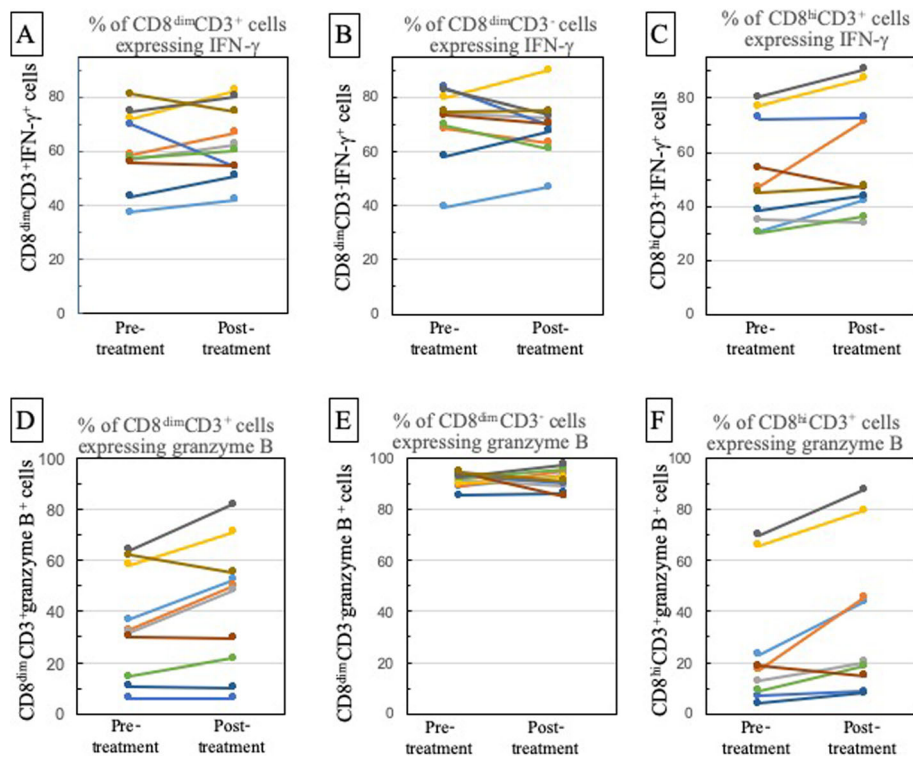 A
% of CD8ᵈⁱᵐCD3⁺ cells
expressing IFN-γ
CD8ᵈⁱᵐCD3⁺IFN-γ⁺ cells
80
60
40
20
0
Pre-
treatment
Post-
treatment
B
% of CD8ᵈⁱᵐCD3⁻ cells
expressing IFN-γ
CD8ᵈⁱᵐCD3⁻IFN-γ⁺ cells
80
60
40
20
0
Pre-
treatment
Post-
treatment
C
% of CD8ʰⁱCD3⁺ cells
expressing IFN-γ
CD8ʰⁱCD3⁺IFN-γ⁺ cells
80
60
40
20
0
Pre-
treatment
Post-
treatment
D
% of CD8ᵈⁱᵐCD3⁺ cells
expressing granzyme B
CD8ᵈⁱᵐCD3⁺granzyme B⁺ cells
100
80
60
40
20
0
Pre-
treatment
Post-
treatment
E
% of CD8ᵈⁱᵐCD3⁻ cells
expressing granzyme B
CD8ᵈⁱᵐCD3⁻granzyme B⁺ cells
100
80
60
40
20
0
Pre-
treatment
Post-
treatment
F
% of CD8ʰⁱCD3⁺ cells
expressing granzyme B
CD8ʰⁱCD3⁺granzyme B⁺ cells
100
80
60
40
20
0
Pre-
treatment
Post-
treatment